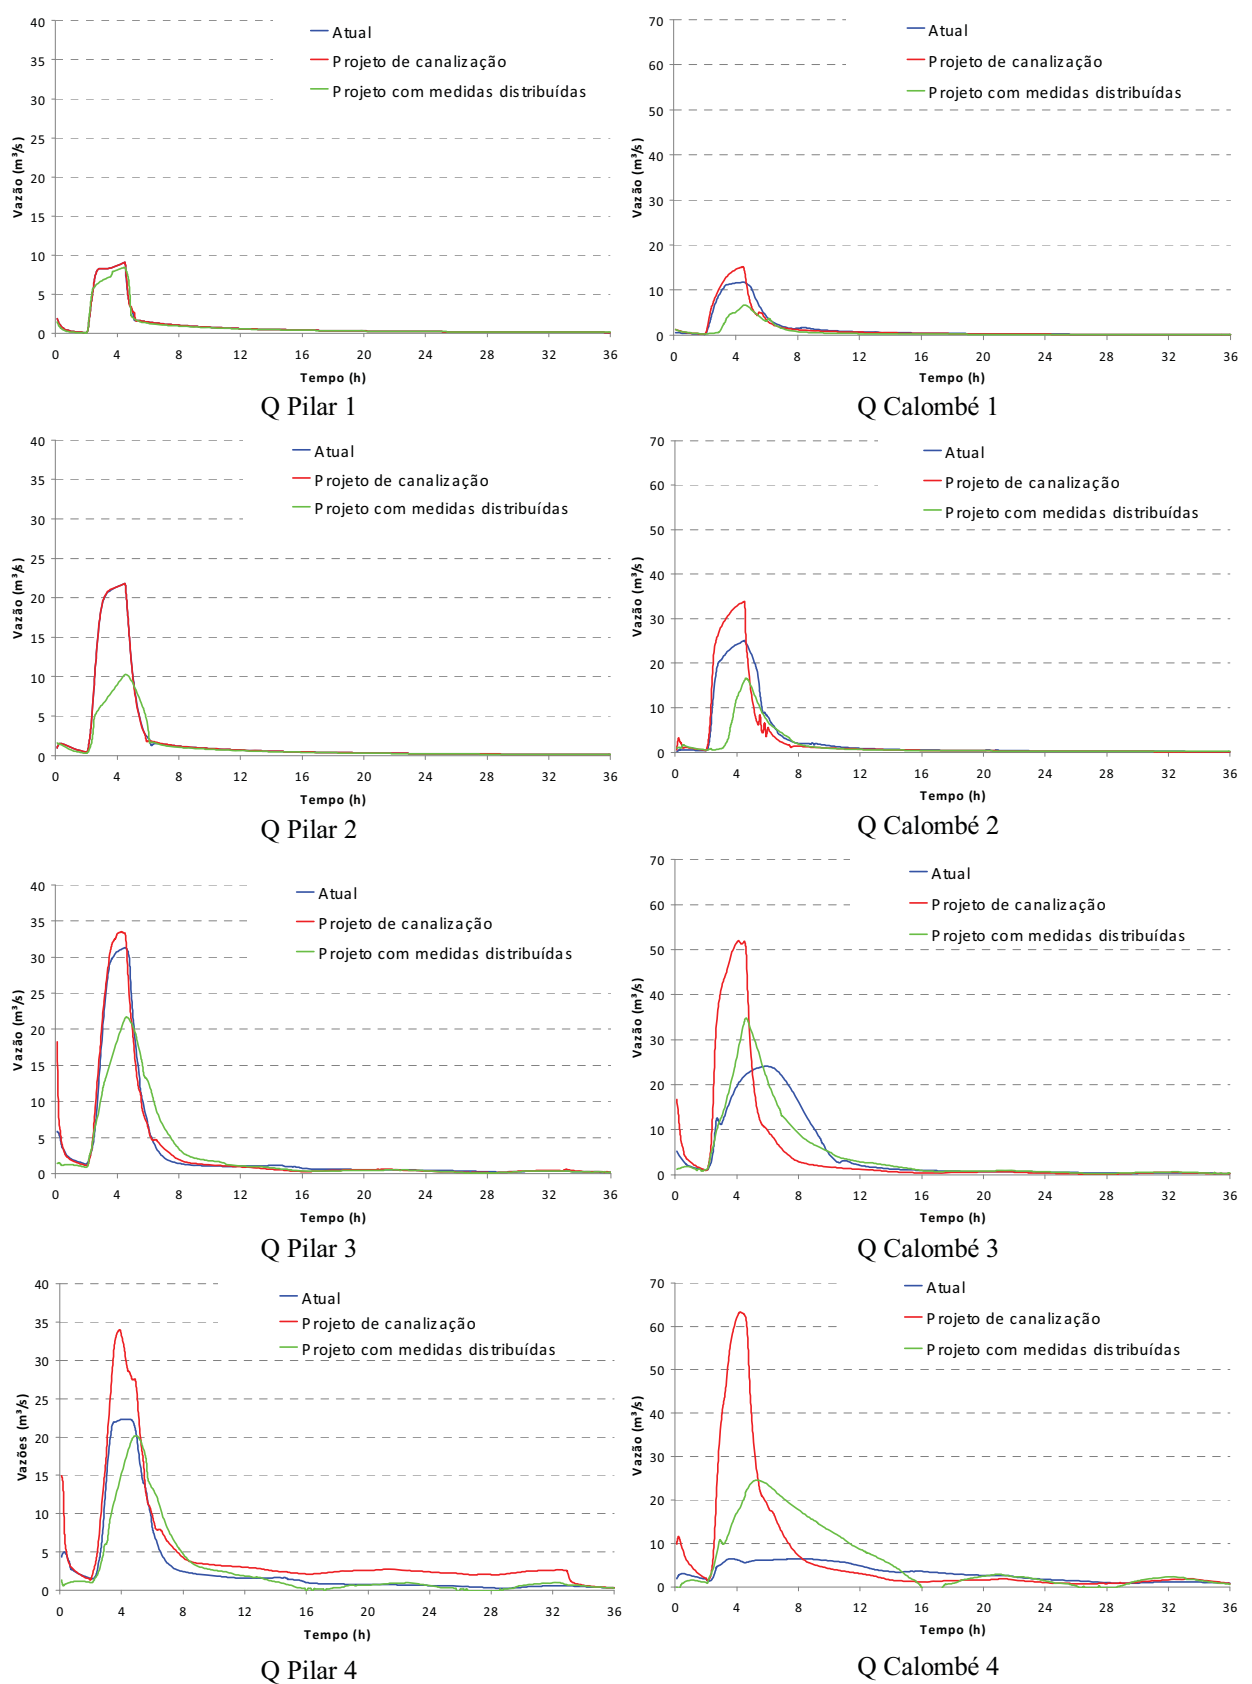 40
35
30
25
20
15
10
5
0
Vazão (m³/s)
Atual
Projeto de canalização
Projeto com medidas distribuídas
0 4 8 12 16 20 24 28 32 36
Tempo (h)
Q Pilar 1
70
60
50
40
30
20
10
0
Vazão (m³/s)
Atual
Projeto de canalização
Projeto com medidas distribuídas
0 4 8 12 16 20 24 28 32 36
Tempo (h)
Q Calombé 1
40
35
30
25
20
15
10
5
0
Vazão (m³/s)
Atual
Projeto de canalização
Projeto com medidas distribuídas
0 4 8 12 16 20 24 28 32 36
Tempo (h)
Q Pilar 2
70
60
50
40
30
20
10
0
Vazão (m³/s)
Atual
Projeto de canalização
Projeto com medidas distribuídas
0 4 8 12 16 20 24 28 32 36
Tempo (h)
Q Calombé 2
40
35
30
25
20
15
10
5
0
Vazão (m³/s)
Atual
Projeto de canalização
Projeto com medidas distribuídas
0 4 8 12 16 20 24 28 32 36
Tempo (h)
Q Pilar 3
70
60
50
40
30
20
10
0
Vazão (m³/s)
Atual
Projeto de canalização
Projeto com medidas distribuídas
0 4 8 12 16 20 24 28 32 36
Tempo (h)
Q Calombé 3
40
35
30
25
20
15
10
5
0
Vazões (m³/s)
Atual
Projeto de canalização
Projeto com medidas distribuídas
0 4 8 12 16 20 24 28 32 36
Tempo (h)
Q Pilar 4
70
60
50
40
30
20
10
0
Vazão (m³/s)
Atual
Projeto de canalização
Projeto com medidas distribuídas
0 4 8 12 16 20 24 28 32 36
Tempo (h)
Q Calombé 4